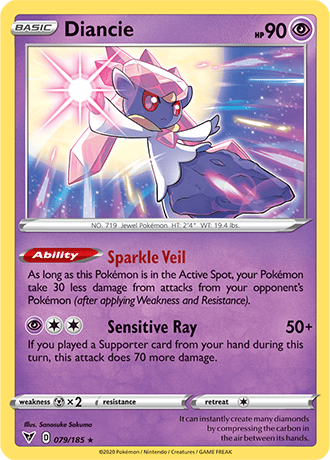 BASIC Diancie HP 90
NO. 719 Jewel Pokémon HT: 2'4" WT: 19.4 lbs.
Ability Sparkle Veil
As long as this Pokémon is in the Active Spot, your Pokémon
take 30 less damage from attacks from your opponent's
Pokémon (after applying Weakness and Resistance).
Sensitive Ray 50+
If you played a Supporter card from your hand during this
turn, this attack does 70 more damage.
weakness ×2 resistance retreat
Illus. Sanosuke Sakuma
D 079/185 ★
It can instantly create many diamonds
by compressing the carbon in
the air between its hands.
©2020 Pokémon / Nintendo / Creatures / GAME FREAK